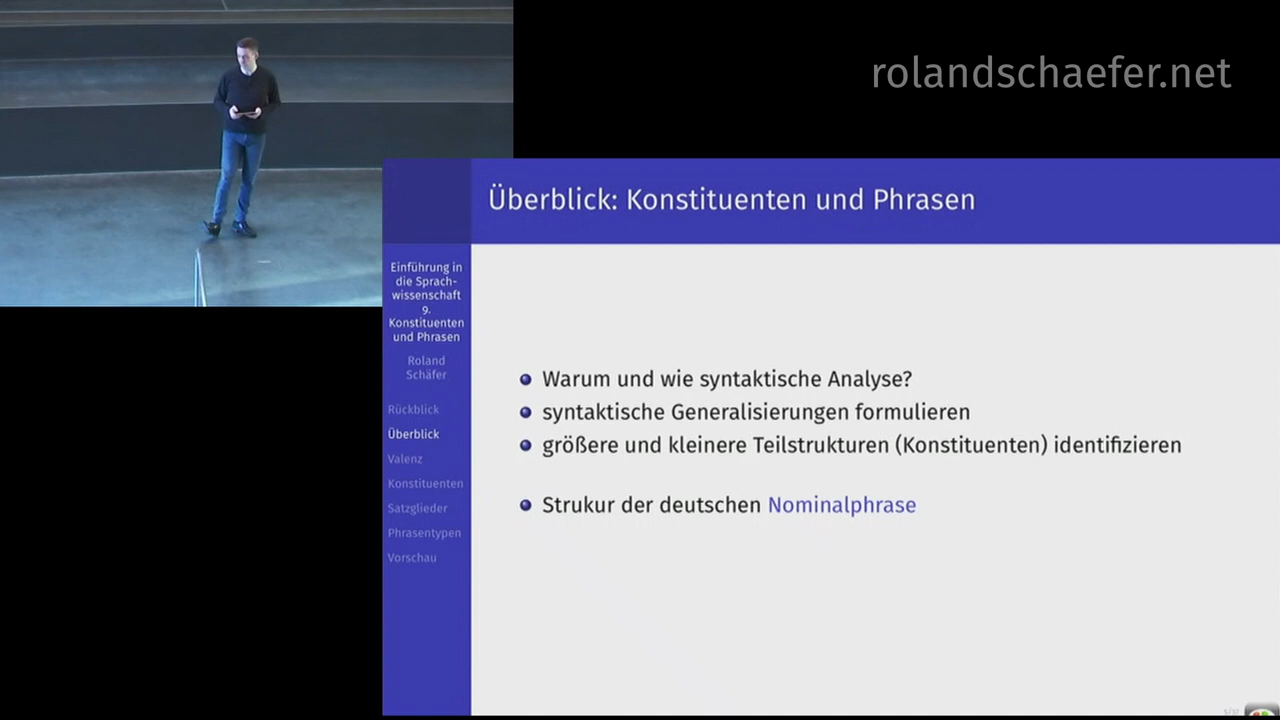 rolandschaefer.net
Überblick: Konstituenten und Phrasen
Einführung in
die Sprach-
wissenschaft
9.
Konstituenten
und Phrasen
Roland
Schäfer
Rückblick
Überblick
Valenz
Konstituenten
Satzglieder
Phrasentypen
Vorschau
Warum und wie syntaktische Analyse?
syntaktische Generalisierungen formulieren
größere und kleinere Teilstrukturen (Konstituenten) identifizieren
Strukur der deutschen Nominalphrase